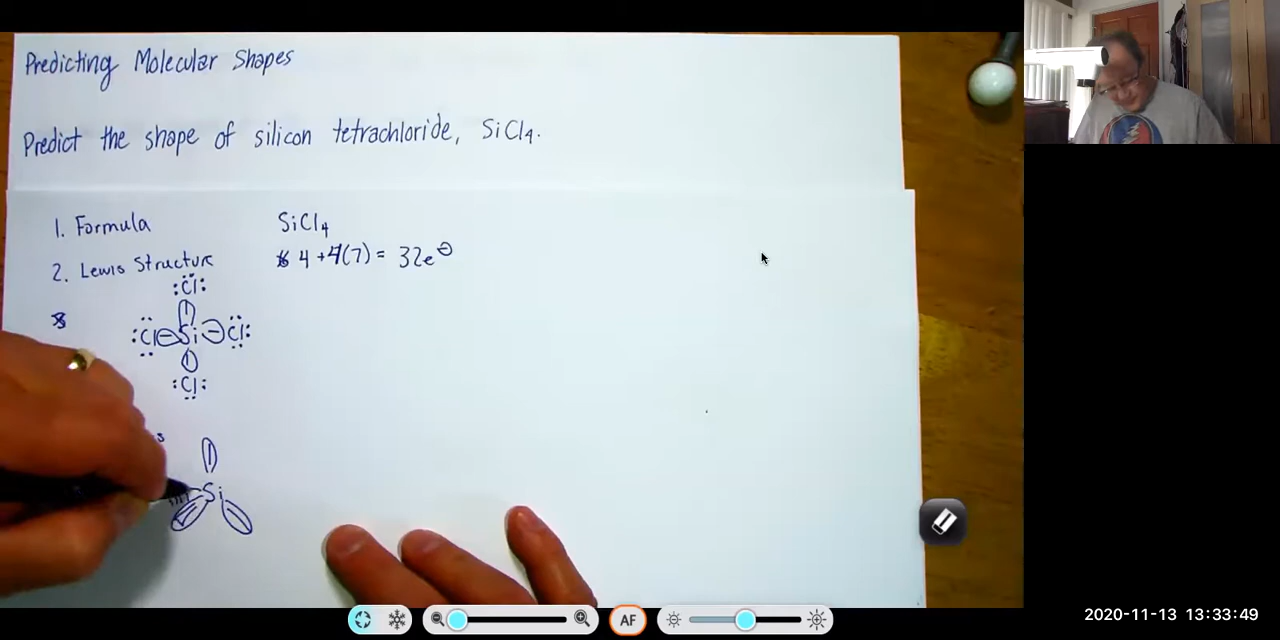 Predicting Molecular Shapes
Predict the shape of silicon tetrachloride, SiCl4.
1. Formula SiCl4
2. Lewis Structure 4 + 4(7) = 32e⊖
:Cl:
:Cl Si Cl:
:Cl:
s
Si
AF
2020-11-13 13:33:49